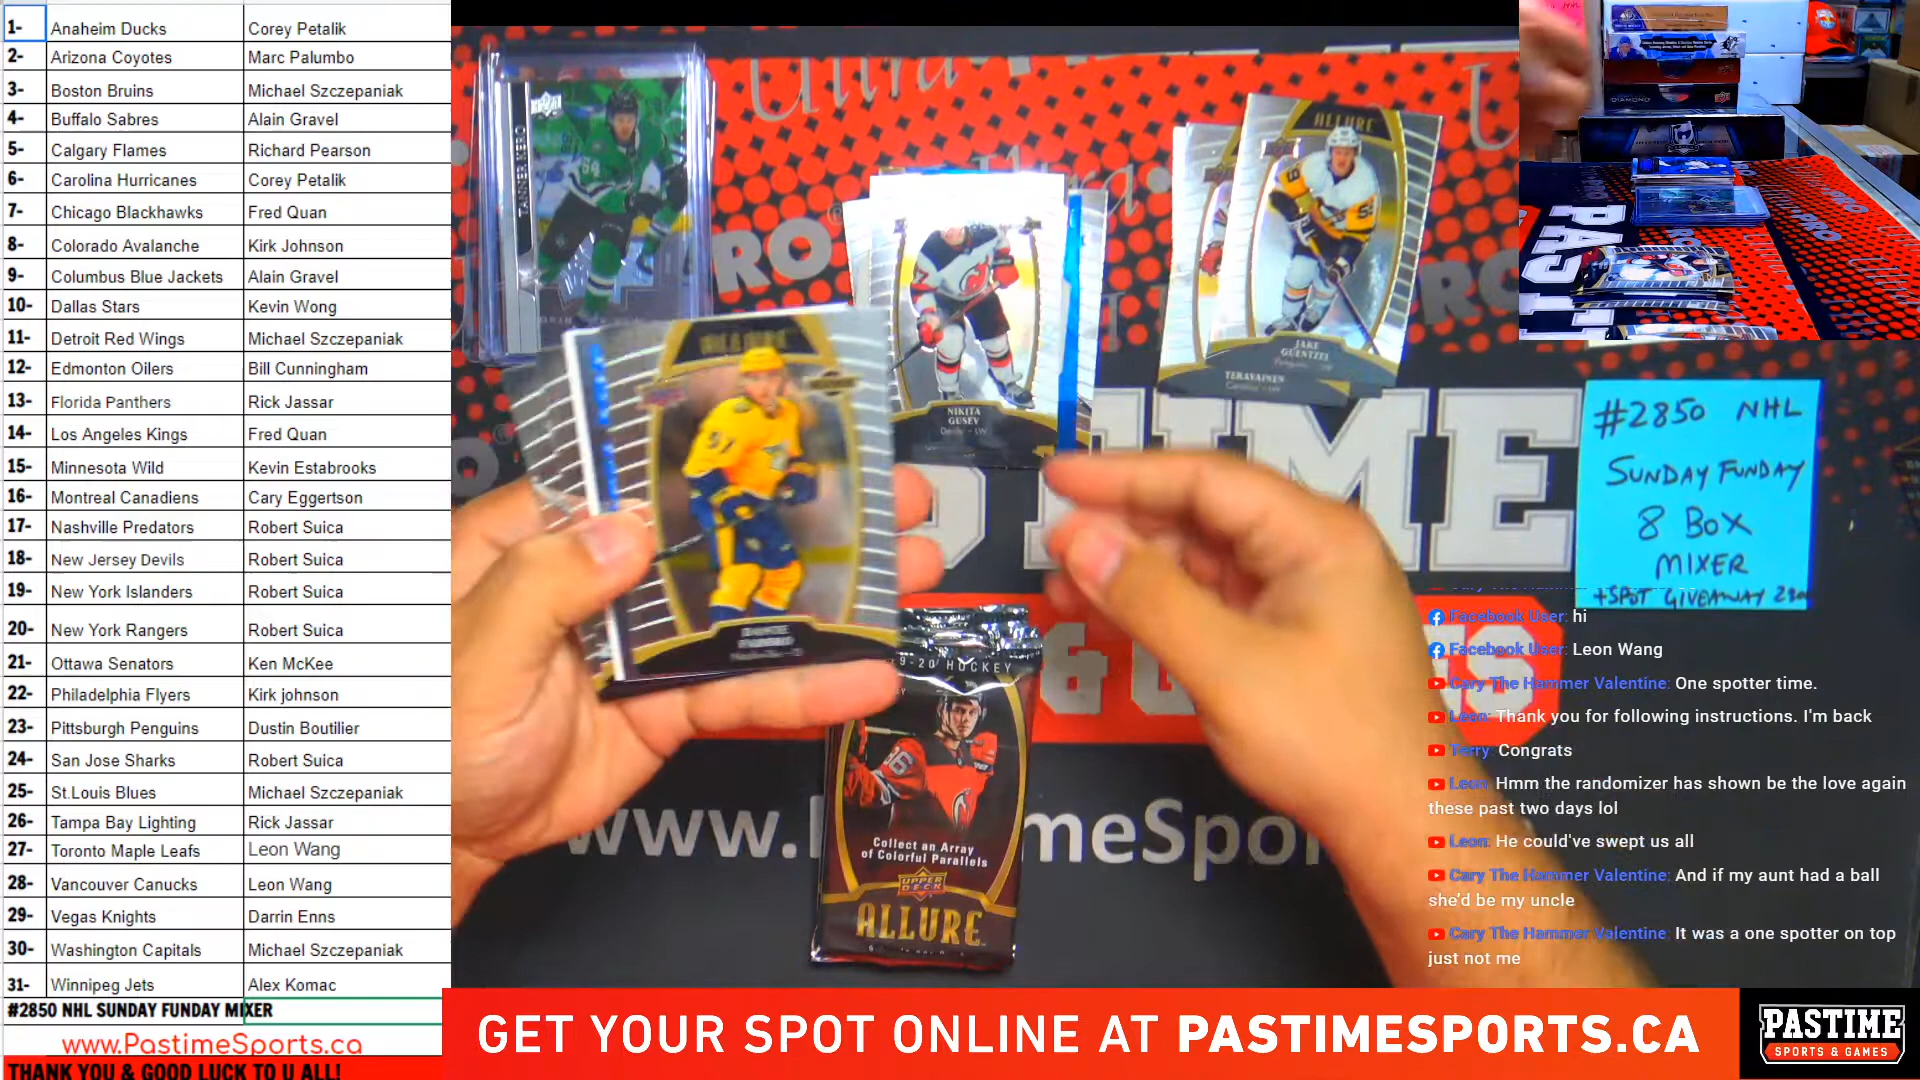 1- Anaheim Ducks Corey Petalik
2- Arizona Coyotes Marc Palumbo
3- Boston Bruins Michael Szczepaniak
4- Buffalo Sabres Alain Gravel
5- Calgary Flames Richard Pearson
6- Carolina Hurricanes Corey Petalik
7- Chicago Blackhawks Fred Quan
8- Colorado Avalanche Kirk Johnson
9- Columbus Blue Jackets Alain Gravel
10- Dallas Stars Kevin Wong
11- Detroit Red Wings Michael Szczepaniak
12- Edmonton Oilers Bill Cunningham
13- Florida Panthers Rick Jassar
14- Los Angeles Kings Fred Quan
15- Minnesota Wild Kevin Estabrooks
16- Montreal Canadiens Cary Eggertson
17- Nashville Predators Robert Suica
18- New Jersey Devils Robert Suica
19- New York Islanders Robert Suica
20- New York Rangers Robert Suica
21- Ottawa Senators Ken McKee
22- Philadelphia Flyers Kirk johnson
23- Pittsburgh Penguins Dustin Boutilier
24- San Jose Sharks Robert Suica
25- St.Louis Blues Michael Szczepaniak
26- Tampa Bay Lighting Rick Jassar
27- Toronto Maple Leafs Leon Wang
28- Vancouver Canucks Leon Wang
29- Vegas Knights Darrin Enns
30- Washington Capitals Michael Szczepaniak
31- Winnipeg Jets Alex Komac
#2850 NHL SUNDAY FUNDAY MIXER
www.PastimeSports.ca
THANK YOU & GOOD LUCK TO U ALL!
TANNER KERO
ALLURE
JAKE
GUENTZEL
TERAVAINEN
NIKITA
GUSEV
Devils - LW
9-20 HOCKEY
Collect an Array
of Colorful Parallels
UPPER
DECK
ALLURE
#2850 NHL
SUNDAY FUNDAY
8 BOX
MIXER
+SPOT GIVEAWAY
Facebook User: hi
Facebook User: Leon Wang
Cary The Hammer Valentine: One spotter time.
Leon: Thank you for following instructions. I'm back
Terry: Congrats
Leon: Hmm the randomizer has shown be the love again
these past two days lol
Leon: He could've swept us all
Cary The Hammer Valentine: And if my aunt had a ball
she'd be my uncle
Cary The Hammer Valentine: It was a one spotter on top
just not me
GET YOUR SPOT ONLINE AT PASTIMESPORTS.CA
PASTIME
SPORTS & GAMES